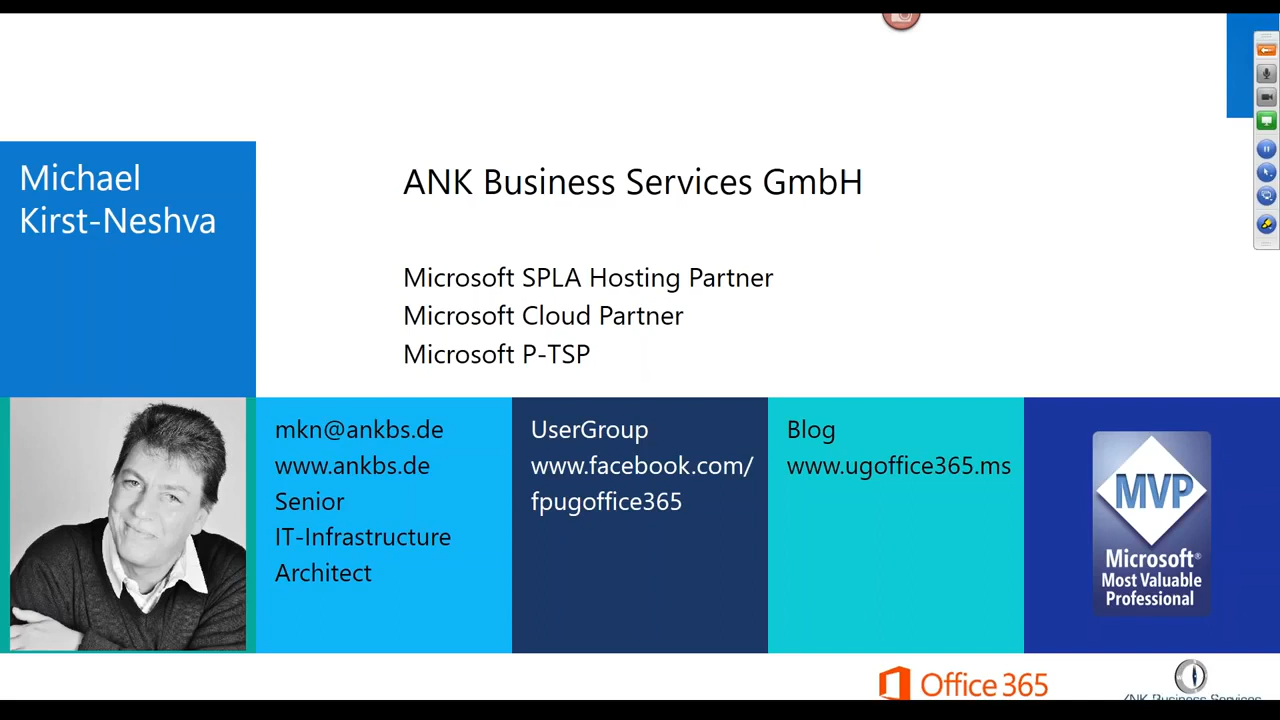 Michael
Kirst-Neshva
ANK Business Services GmbH
Microsoft SPLA Hosting Partner
Microsoft Cloud Partner
Microsoft P-TSP
mkn@ankbs.de
www.ankbs.de
Senior
IT-Infrastructure
Architect
UserGroup
www.facebook.com/
fpugoffice365
Blog
www.ugoffice365.ms
MVP
Microsoft®
Most Valuable
Professional
Office 365
ANK Business Services